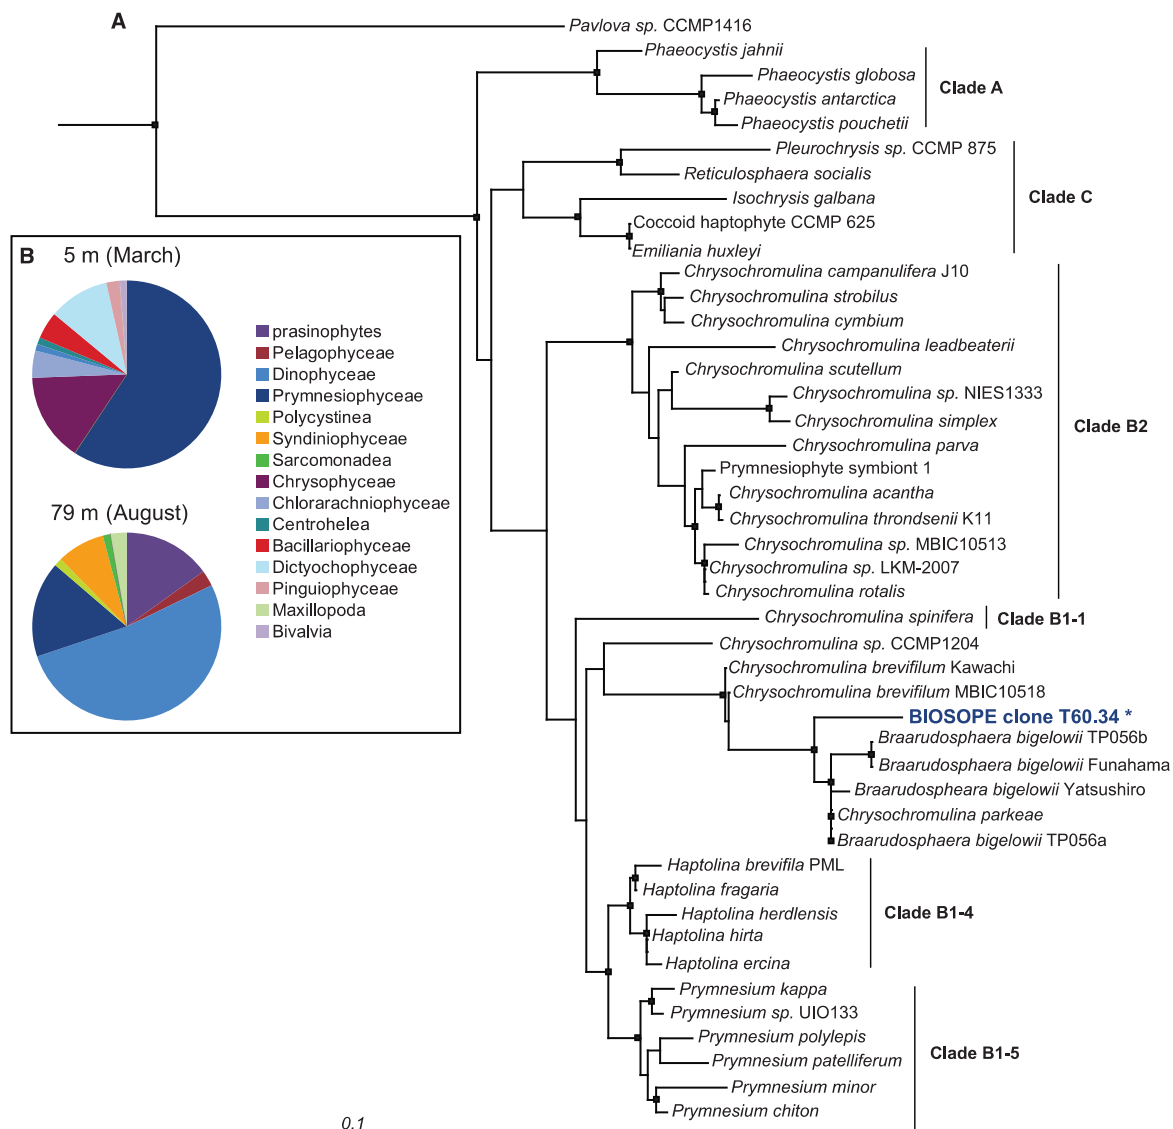 A
Pavlova sp. CCMP1416
Phaeocystis jahnii
Phaeocystis globosa
Phaeocystis antarctica
Phaeocystis pouchetii
Clade A
Pleurochrysis sp. CCMP 875
Reticulosphaera socialis
Isochrysis galbana
Coccoid haptophyte CCMP 625
Emiliania huxleyi
Clade C
Chrysochromulina campanulifera J10
Chrysochromulina strobilus
Chrysochromulina cymbium
Chrysochromulina leadbeaterii
Chrysochromulina scutellum
Chrysochromulina sp. NIES1333
Chrysochromulina simplex
Chrysochromulina parva
Prymnesiophyte symbiont 1
Chrysochromulina acantha
Chrysochromulina throndsenii K11
Chrysochromulina sp. MBIC10513
Chrysochromulina sp. LKM-2007
Chrysochromulina rotalis
Clade B2
Chrysochromulina spinifera
Clade B1-1
Chrysochromulina sp. CCMP1204
Chrysochromulina brevifilum Kawachi
Chrysochromulina brevifilum MBIC10518
BIOSOPE clone T60.34 *
Braarudosphaera bigelowii TP056b
Braarudosphaera bigelowii Funahama
Braarudospheara bigelowii Yatsushiro
Chrysochromulina parkeae
Braarudosphaera bigelowii TP056a
Haptolina brevifila PML
Haptolina fragaria
Haptolina herdlensis
Haptolina hirta
Haptolina ercina
Clade B1-4
Prymnesium kappa
Prymnesium sp. UIO133
Prymnesium polylepis
Prymnesium patelliferum
Prymnesium minor
Prymnesium chiton
Clade B1-5
0.1
B
5 m (March)
79 m (August)
prasinophytes
Pelagophyceae
Dinophyceae
Prymnesiophyceae
Polycystinea
Syndiniophyceae
Sarcomonadea
Chrysophyceae
Chlorarachniophyceae
Centrohelea
Bacillariophyceae
Dictyochophyceae
Pinguiophyceae
Maxillopoda
Bivalvia